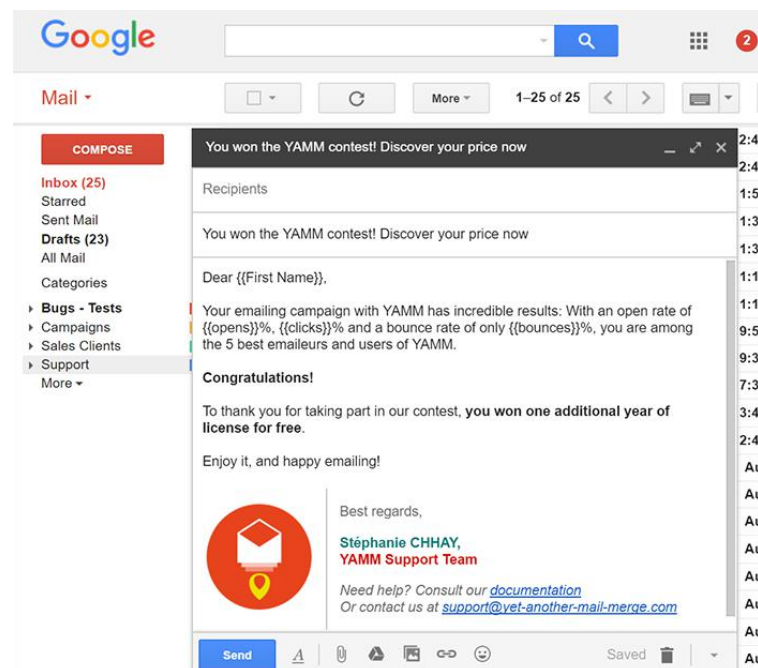 Google
2
Mail
More
1–25 of 25
COMPOSE
Inbox (25)
Starred
Sent Mail
Drafts (23)
All Mail
Categories
Bugs - Tests
Campaigns
Sales Clients
Support
More
You won the YAMM contest! Discover your price now
Recipients
You won the YAMM contest! Discover your price now
Dear {{First Name}},
Your emailing campaign with YAMM has incredible results: With an open rate of
{{opens}}%, {{clicks}}% and a bounce rate of only {{bounces}}%, you are among
the 5 best emaileurs and users of YAMM.
Congratulations!
To thank you for taking part in our contest, you won one additional year of
license for free.
Enjoy it, and happy emailing!
Best regards,
Stéphanie CHHAY,
YAMM Support Team
Need help? Consult our documentation
Or contact us at support@yet-another-mail-merge.com
Send
A
Saved